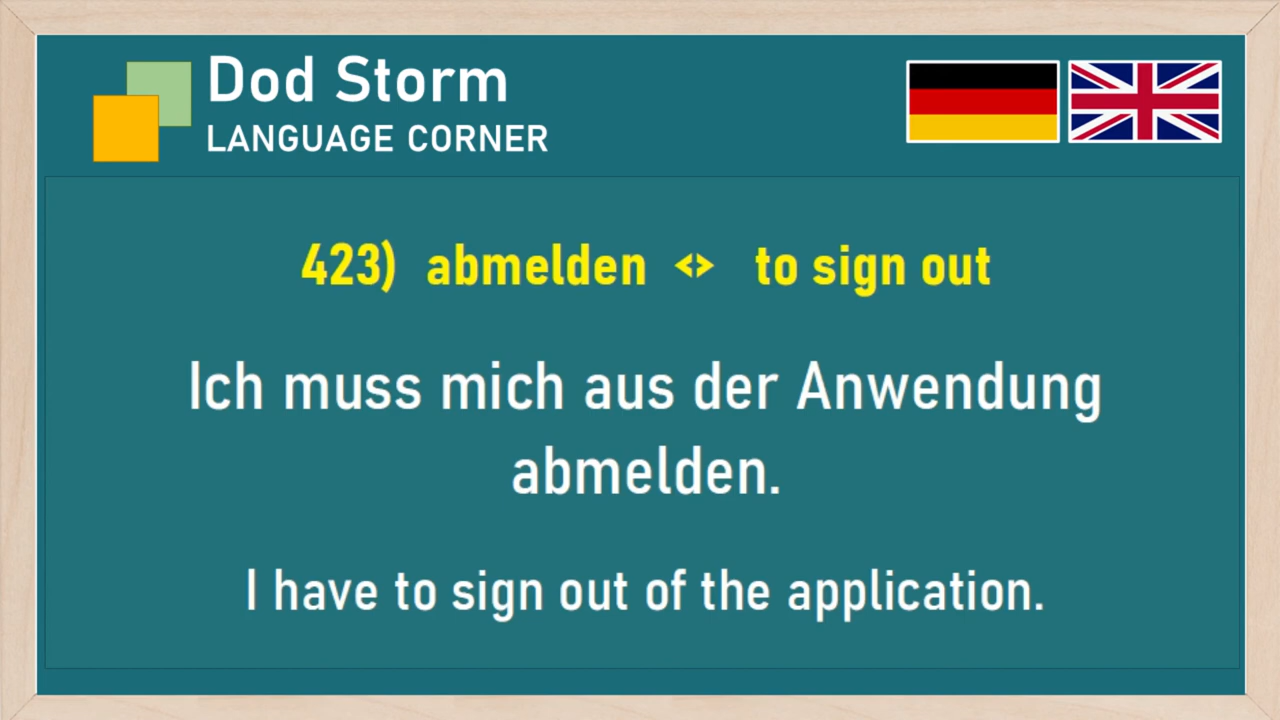 Dod Storm
LANGUAGE CORNER
423) abmelden <> to sign out
Ich muss mich aus der Anwendung
abmelden.
I have to sign out of the application.